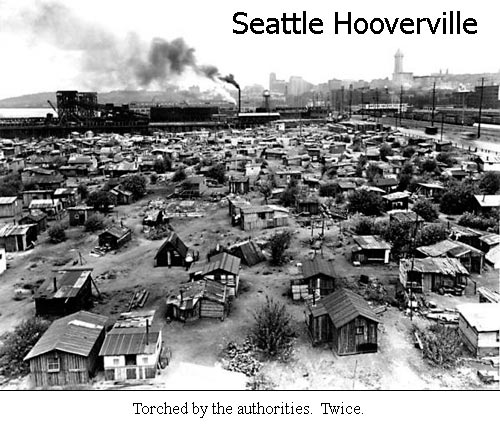 Seattle Hooverville
Torched by the authorities.  Twice.